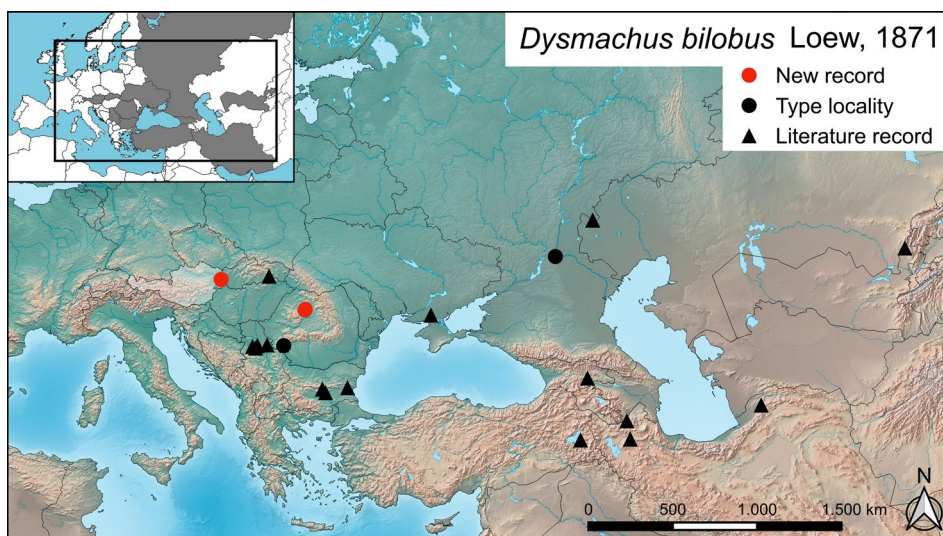 Dysmachus bilobus Loew, 1871
New record
Type locality
Literature record
N
0 500 1.000 1.500 km